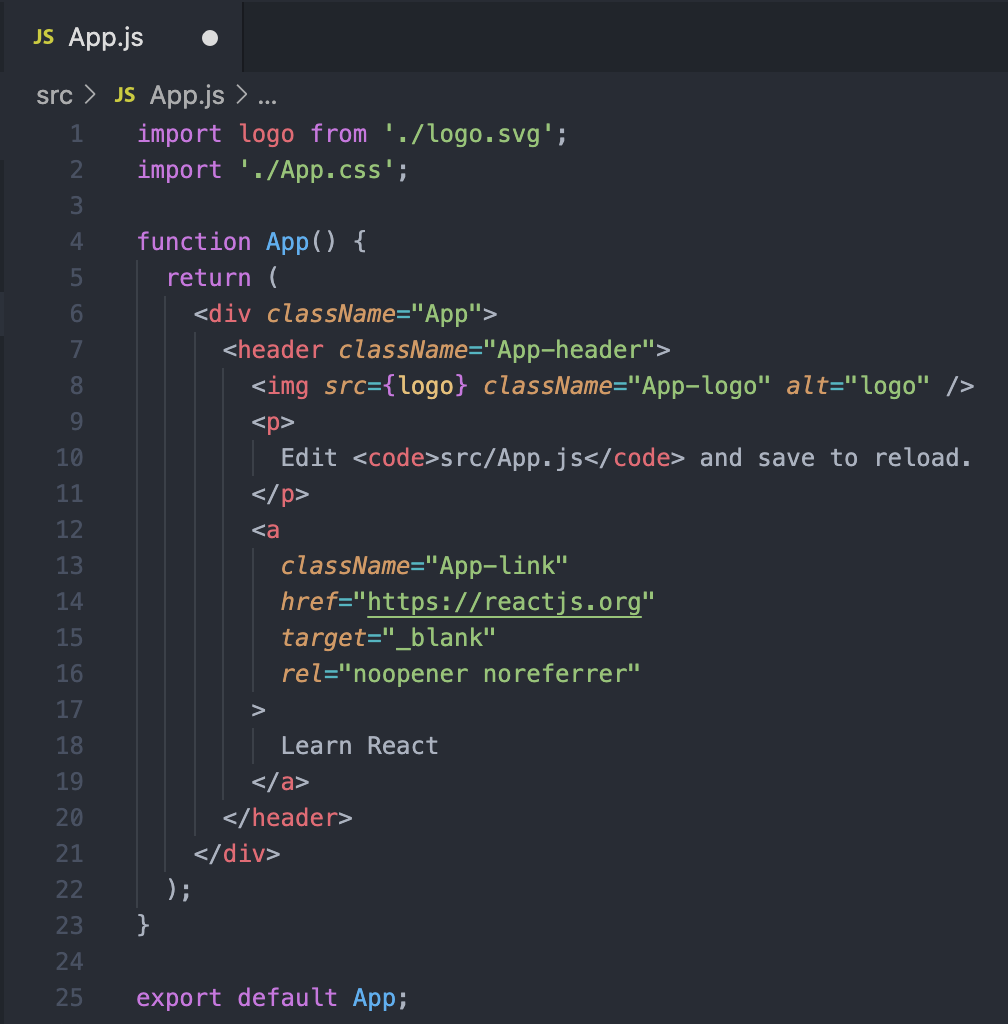 JS App.js
src > JS App.js > ...
1 import logo from './logo.svg';
2 import './App.css';
3
4 function App() {
5   return (
6     <div className="App">
7       <header className="App-header">
8         <img src={logo} className="App-logo" alt="logo" />
9         <p>
10           Edit <code>src/App.js</code> and save to reload.
11         </p>
12         <a
13           className="App-link"
14           href="https://reactjs.org"
15           target="_blank"
16           rel="noopener noreferrer"
17         >
18           Learn React
19         </a>
20       </header>
21     </div>
22   );
23 }
24
25 export default App;